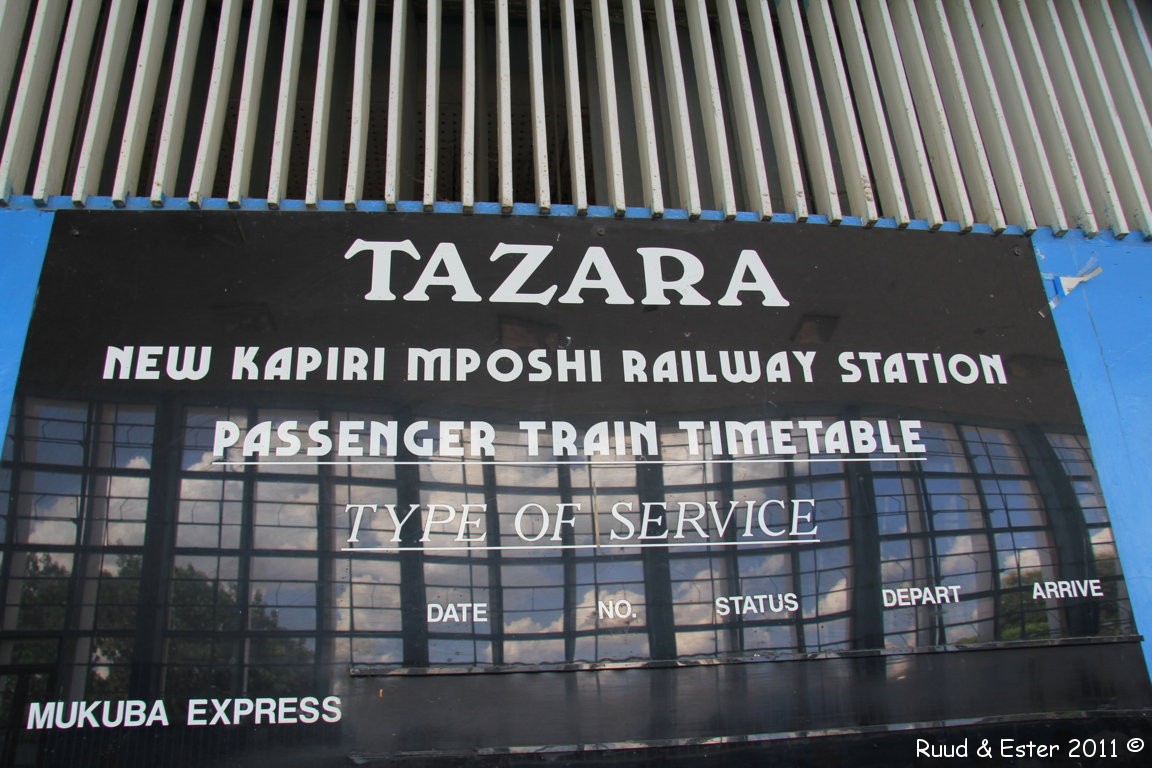 TAZARA
NEW KAPIRI MPOSHI RAILWAY STATION
PASSENGER TRAIN TIMETABLE
TYPE OF SERVICE
DATE NO. STATUS DEPART ARRIVE
MUKUBA EXPRESS
Ruud & Ester 2011 ©